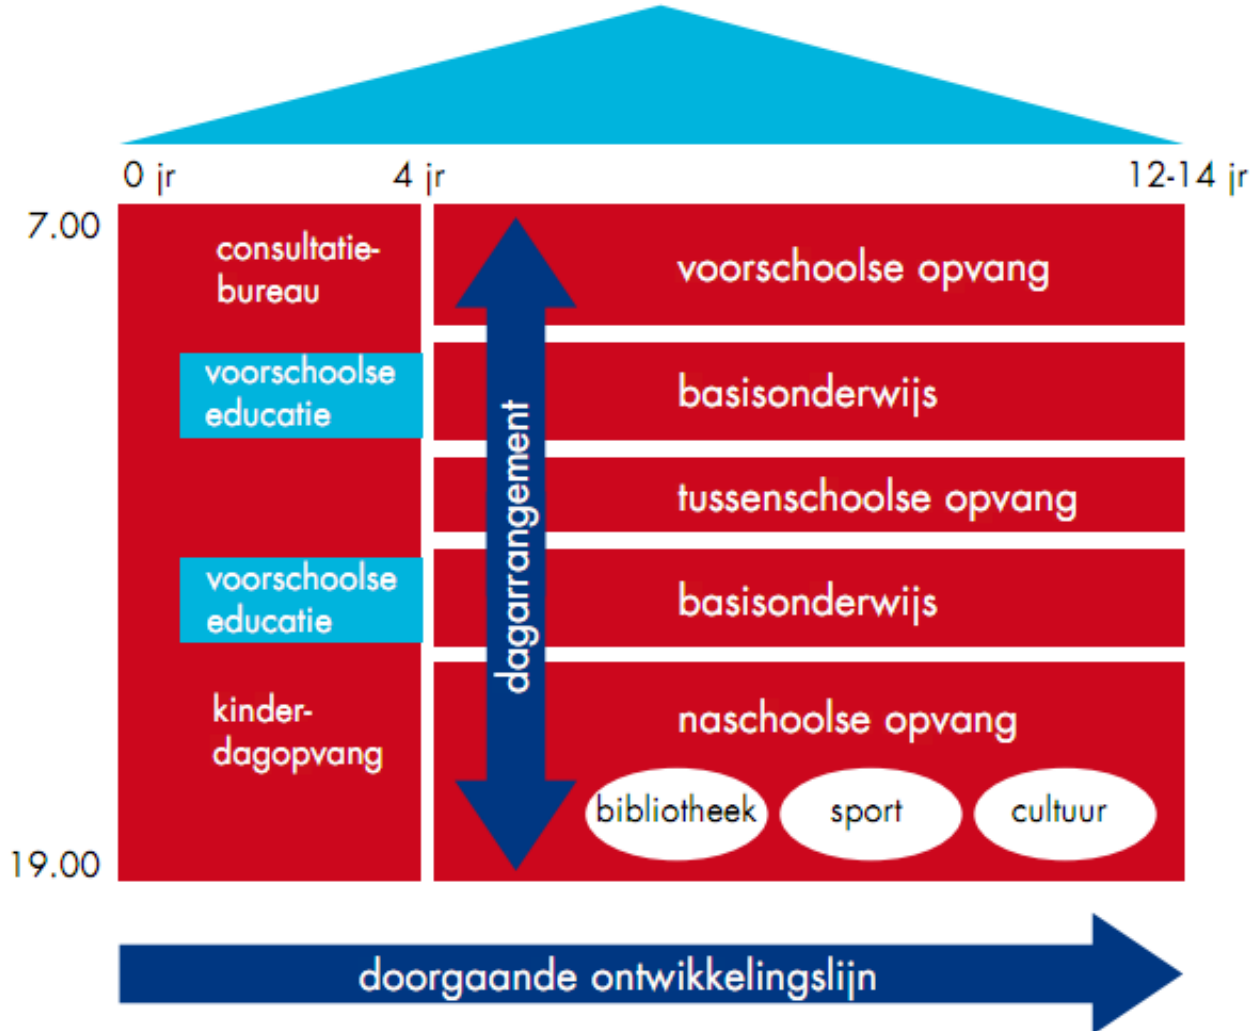 0 jr
4 jr
12-14 jr
7.00
consultatie-
bureau
voorschoolse
educatie
voorschoolse
educatie
kinder-
dagopvang
19.00
dagarrangement
voorschoolse opvang
basisonderwijs
tussenschoolse opvang
basisonderwijs
naschoolse opvang
bibliotheek
sport
cultuur
doorgaande ontwikkelingslijn